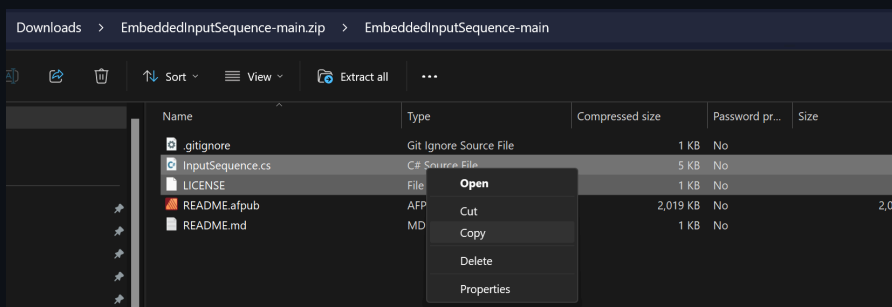 Downloads > EmbeddedInputSequence-main.zip > EmbeddedInputSequence-main
Sort View Extract all ...
Name Type Compressed size Password pr... Size
.gitignore Git Ignore Source File 1 KB No
InputSequence.cs C# Source File 5 KB No
LICENSE File 1 KB No
README.afpub AFP 2,019 KB No 2,0
README.md MD 1 KB No
Open
Cut
Copy
Delete
Properties